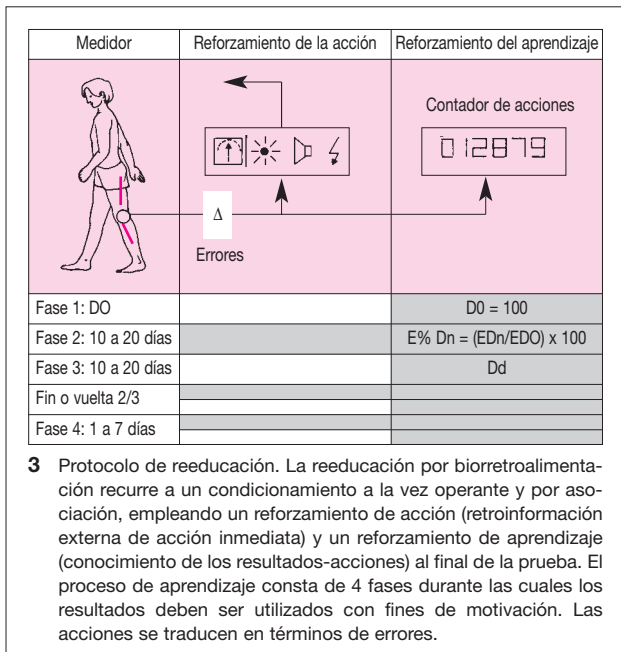 Medidor Reforzamiento de la acción Reforzamiento del aprendizaje
Contador de acciones
012879
Δ
Errores
Fase 1: DO D0 = 100
Fase 2: 10 a 20 días E% Dn = (EDn/EDO) x 100
Fase 3: 10 a 20 días Dd
Fin o vuelta 2/3
Fase 4: 1 a 7 días
3 Protocolo de reeducación. La reeducación por biorretroalimenta-
ción recurre a un condicionamiento a la vez operante y por aso-
ciación, empleando un reforzamiento de acción (retroinformación
externa de acción inmediata) y un reforzamiento de aprendizaje
(conocimiento de los resultados-acciones) al final de la prueba. El
proceso de aprendizaje consta de 4 fases durante las cuales los
resultados deben ser utilizados con fines de motivación. Las
acciones se traducen en términos de errores.